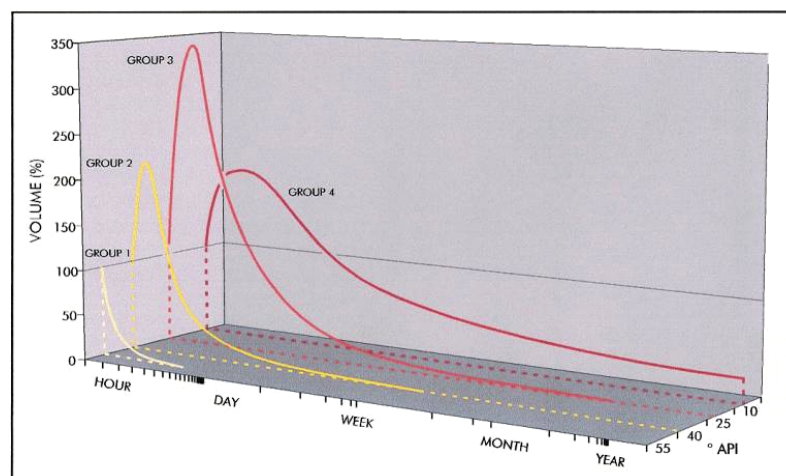 350
300
250
200
150
100
50
0
VOLUME (%)
GROUP 1
GROUP 2
GROUP 3
GROUP 4
HOUR
DAY
WEEK
MONTH
YEAR
55
40
25
10
° API